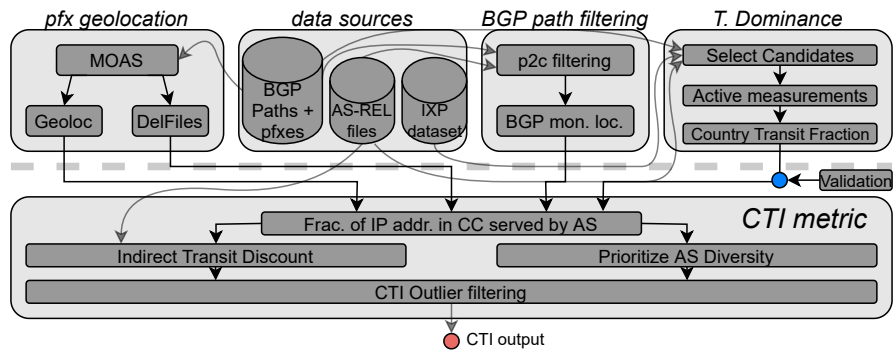 pfx geolocation
data sources
BGP path filtering
T. Dominance
MOAS
Geoloc
DelFiles
BGP
Paths +
pfxes
AS-REL
files
IXP
dataset
p2c filtering
BGP mon. loc.
Select Candidates
Active measurements
Country Transit Fraction
Validation
CTI metric
Frac. of IP addr. in CC served by AS
Indirect Transit Discount
Prioritize AS Diversity
CTI Outlier filtering
CTI output